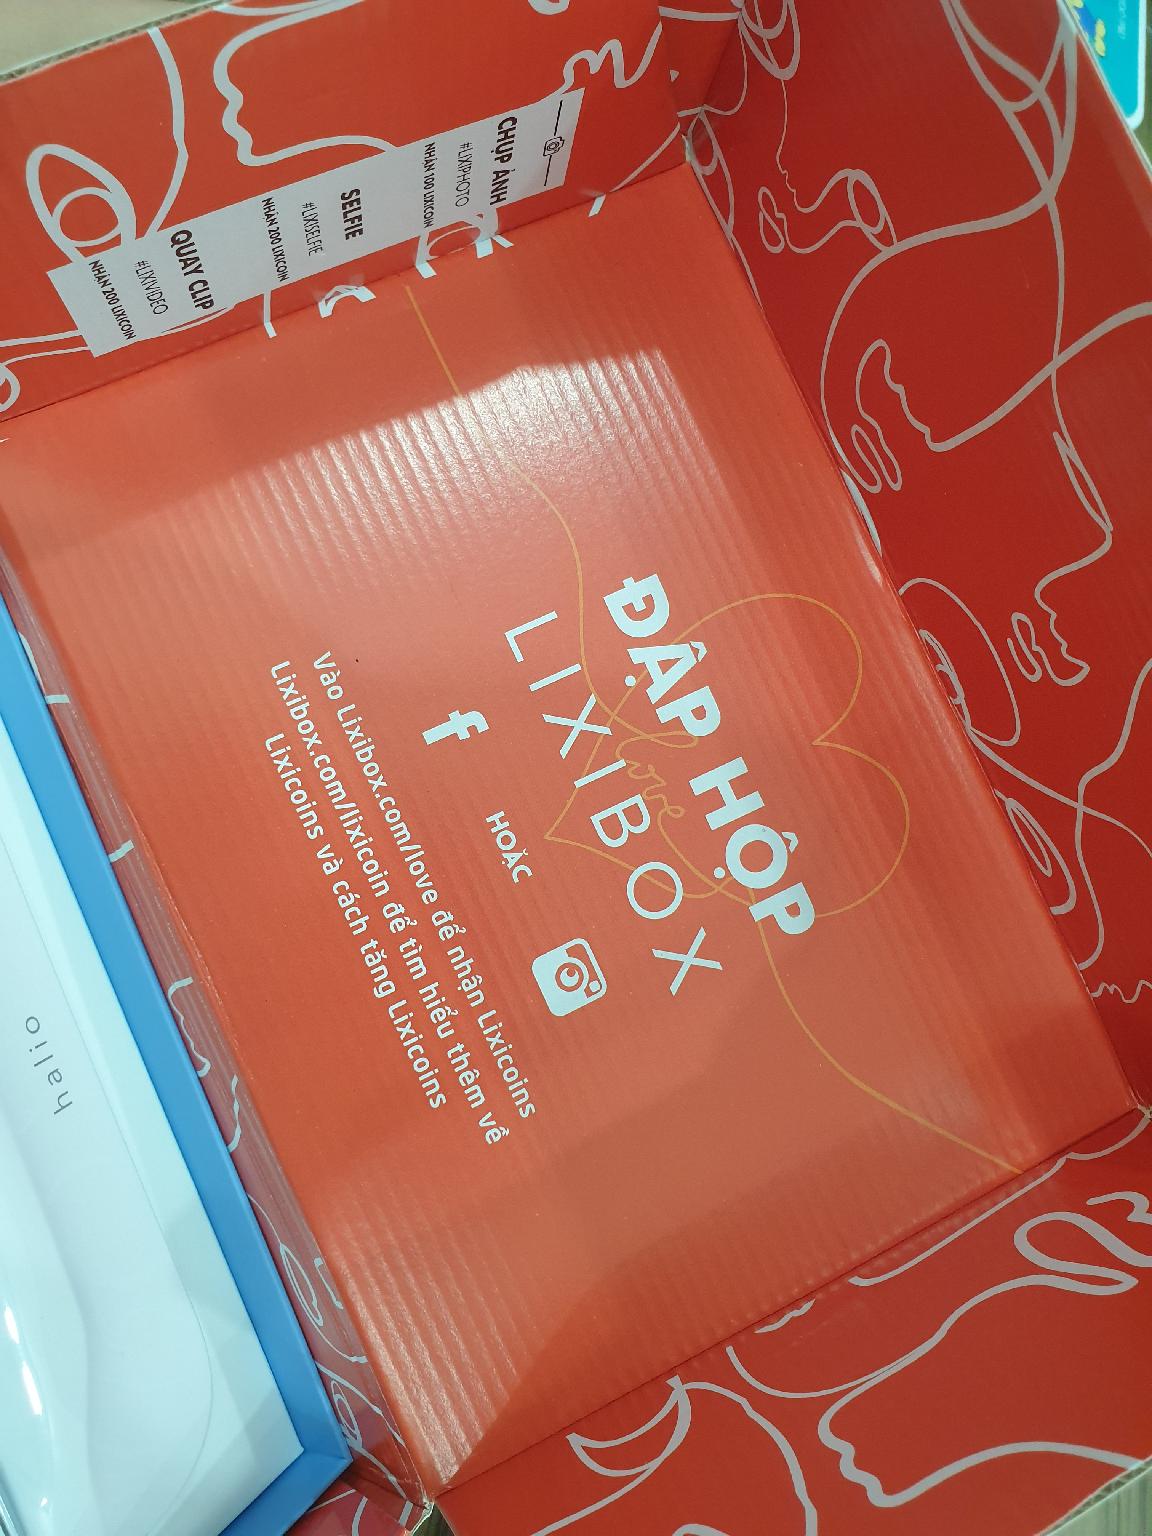 CHỤP ẢNH
#LIXIPHOTO
NHẬN 100 LIXICOIN
SELFIE
#LIXISELFIE
NHẬN 200 LIXICOIN
QUAY CLIP
#LIXIVIDEO
NHẬN 200 LIXICOIN
ĐẬP HỘP
LIXIBOX
love
f
HOẶC
Vào Lixibox.com/love để nhận Lixicoins
Lixibox.com/lixicoin để tìm hiểu thêm về
Lixicoins và cách tăng Lixicoins
halio